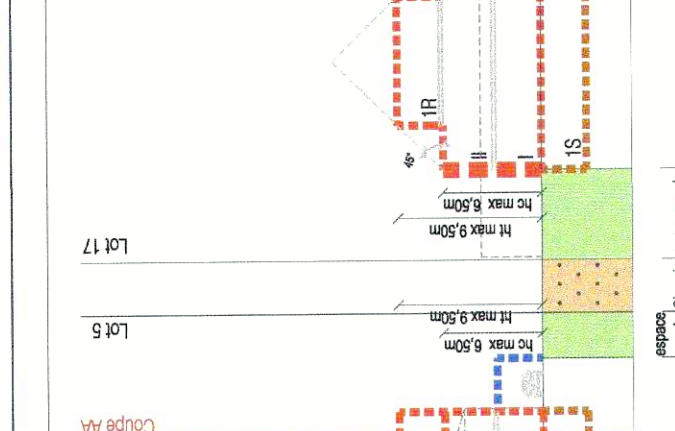 1R
45°
II
I
1S
hc max 6,50m
ht max 9,50m
Lot 17
ht max 9,50m
Lot 5
hc max 6,50m
espace
Coupe AA